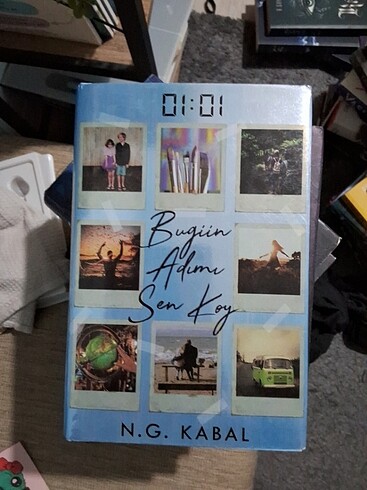 01:01
Bugün
Adımı
Sen Koy
N.G. KABAL